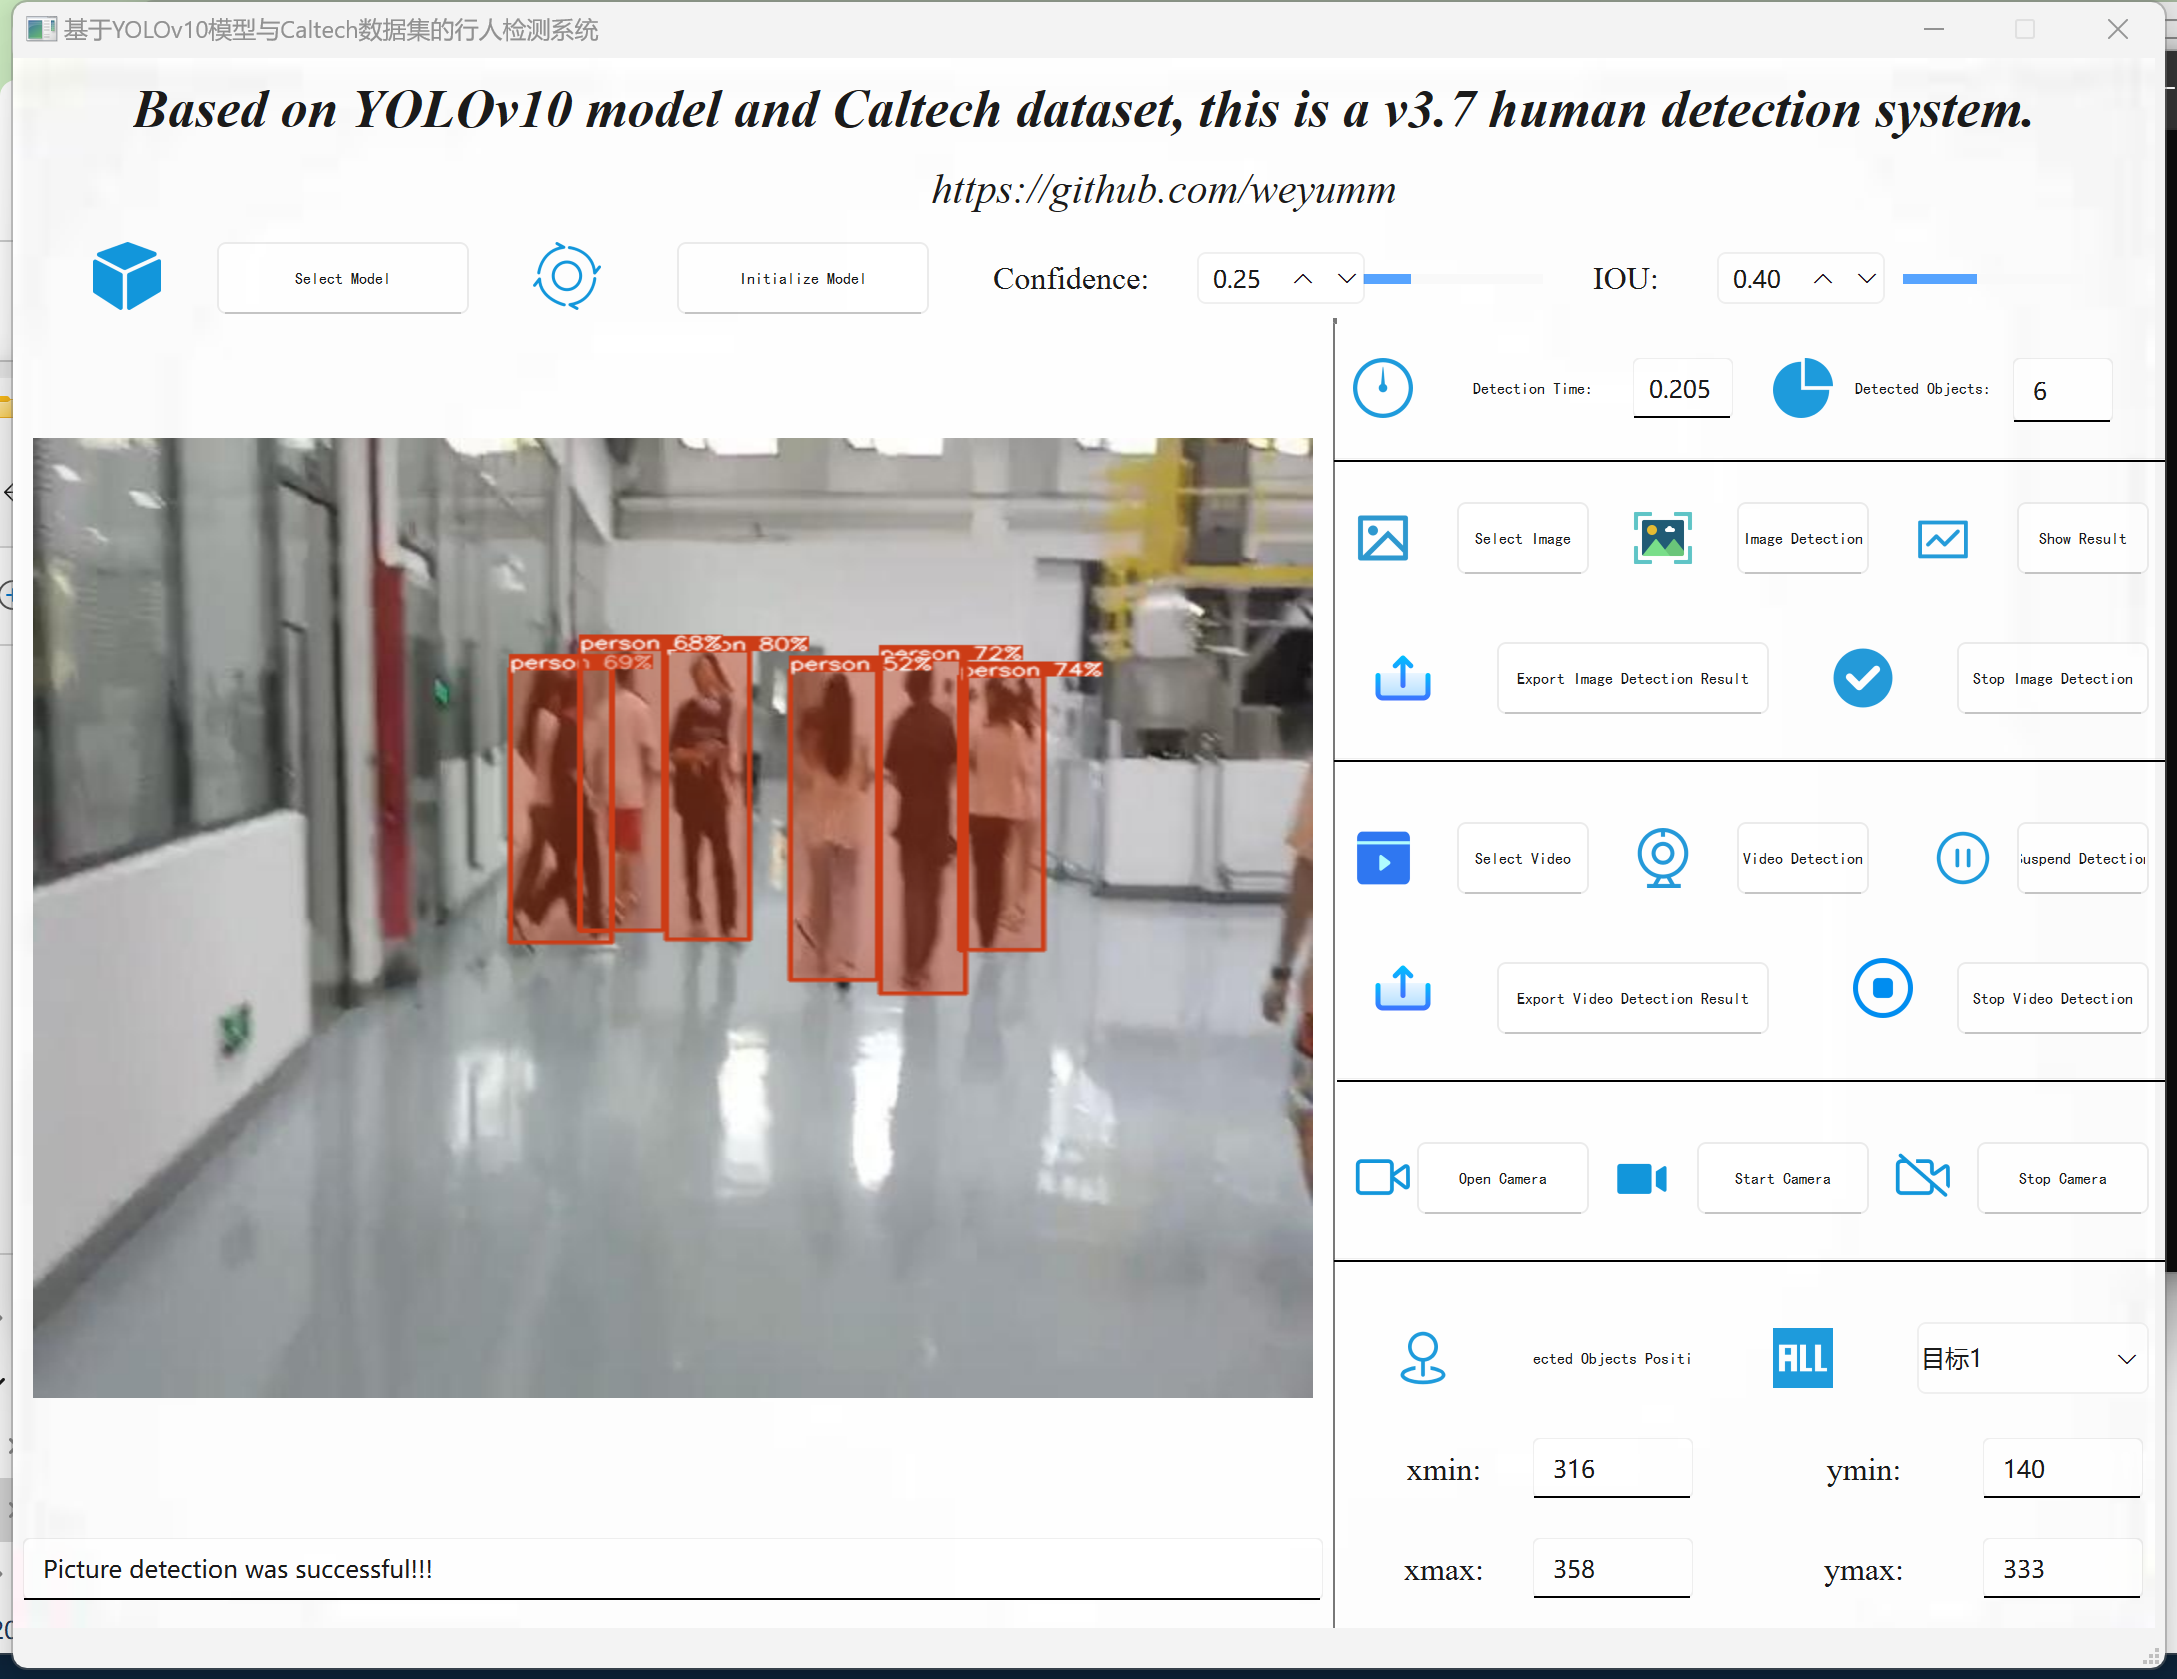 基于YOLOv10模型与Caltech数据集的行人检测系统
Based on YOLOv10 model and Caltech dataset, this is a v3.7 human detection system.
https://github.com/weyumm
Select Model
Initialize Model
Confidence:
0.25
IOU:
0.40
Detection Time:
0.205
Detected Objects:
6
Select Image
Image Detection
Show Result
Export Image Detection Result
Stop Image Detection
Select Video
Video Detection
uspend Detectio
Export Video Detection Result
Stop Video Detection
Open Camera
Start Camera
Stop Camera
ected Objects Positi
ALL
目标1
xmin:
316
ymin:
140
xmax:
358
ymax:
333
person 68%
80%
person 69%
person 52%
person 72%
person 74%
Picture detection was successful!!!